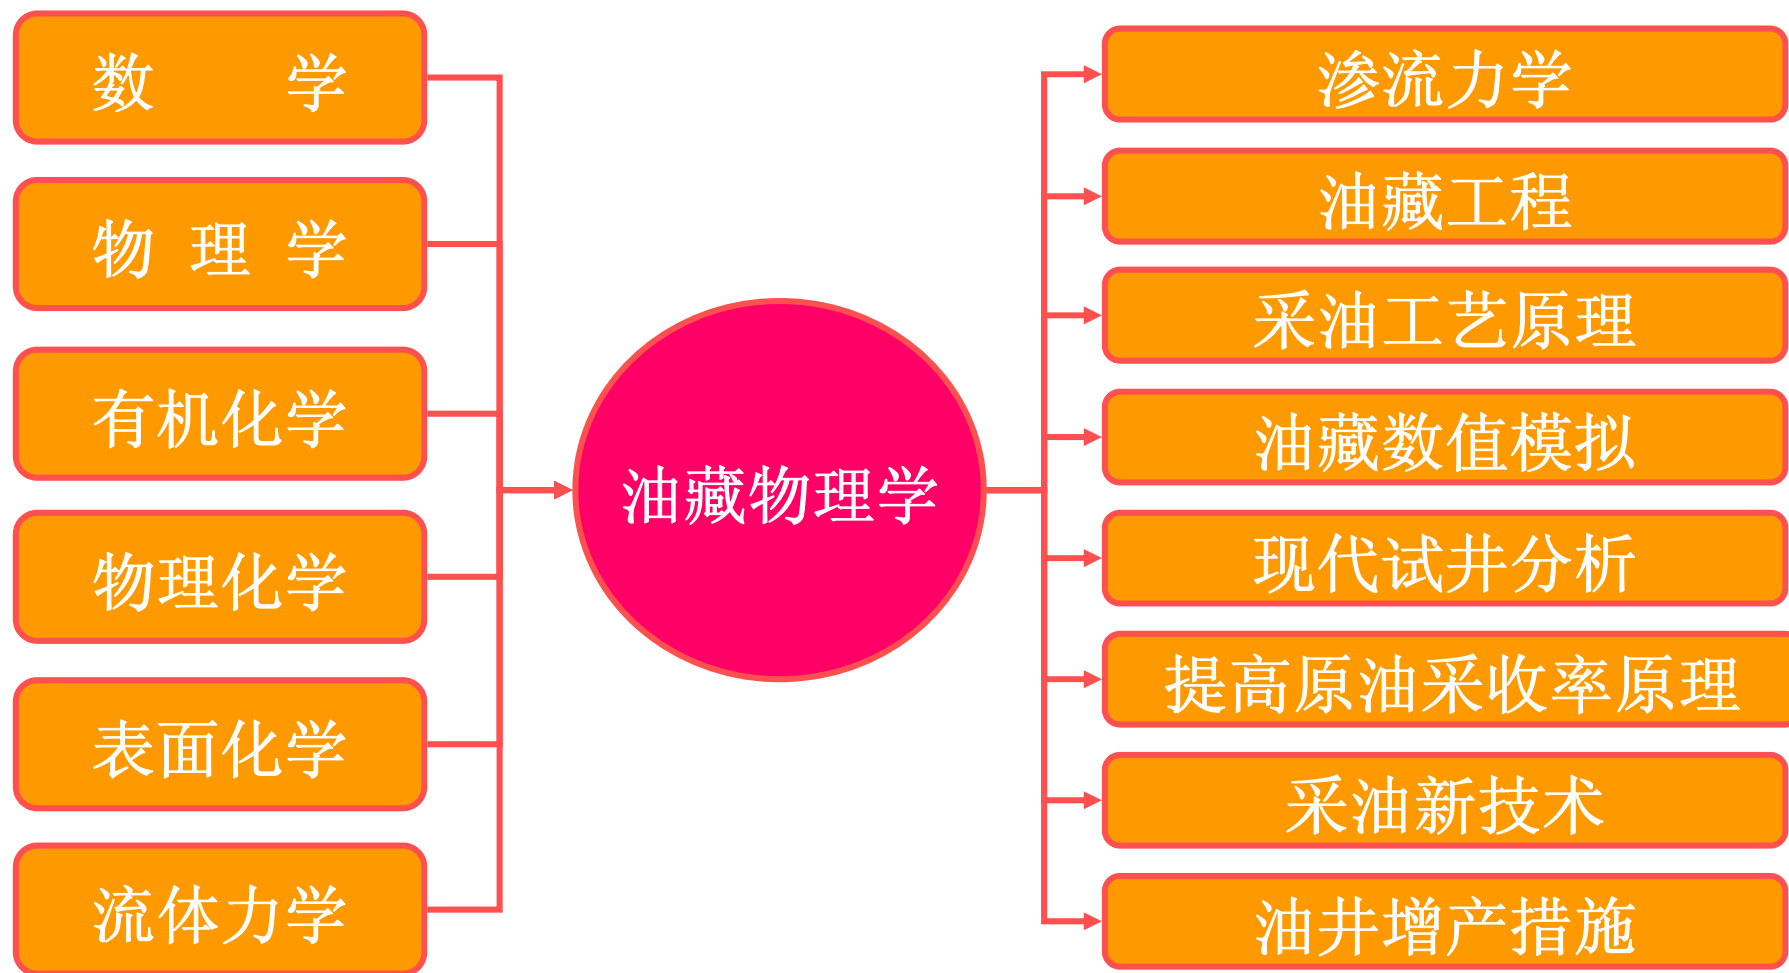 数 学
物 理 学
有机化学
物理化学
表面化学
流体力学
油藏物理学
渗流力学
油藏工程
采油工艺原理
油藏数值模拟
现代试井分析
提高原油采收率原理
采油新技术
油井增产措施